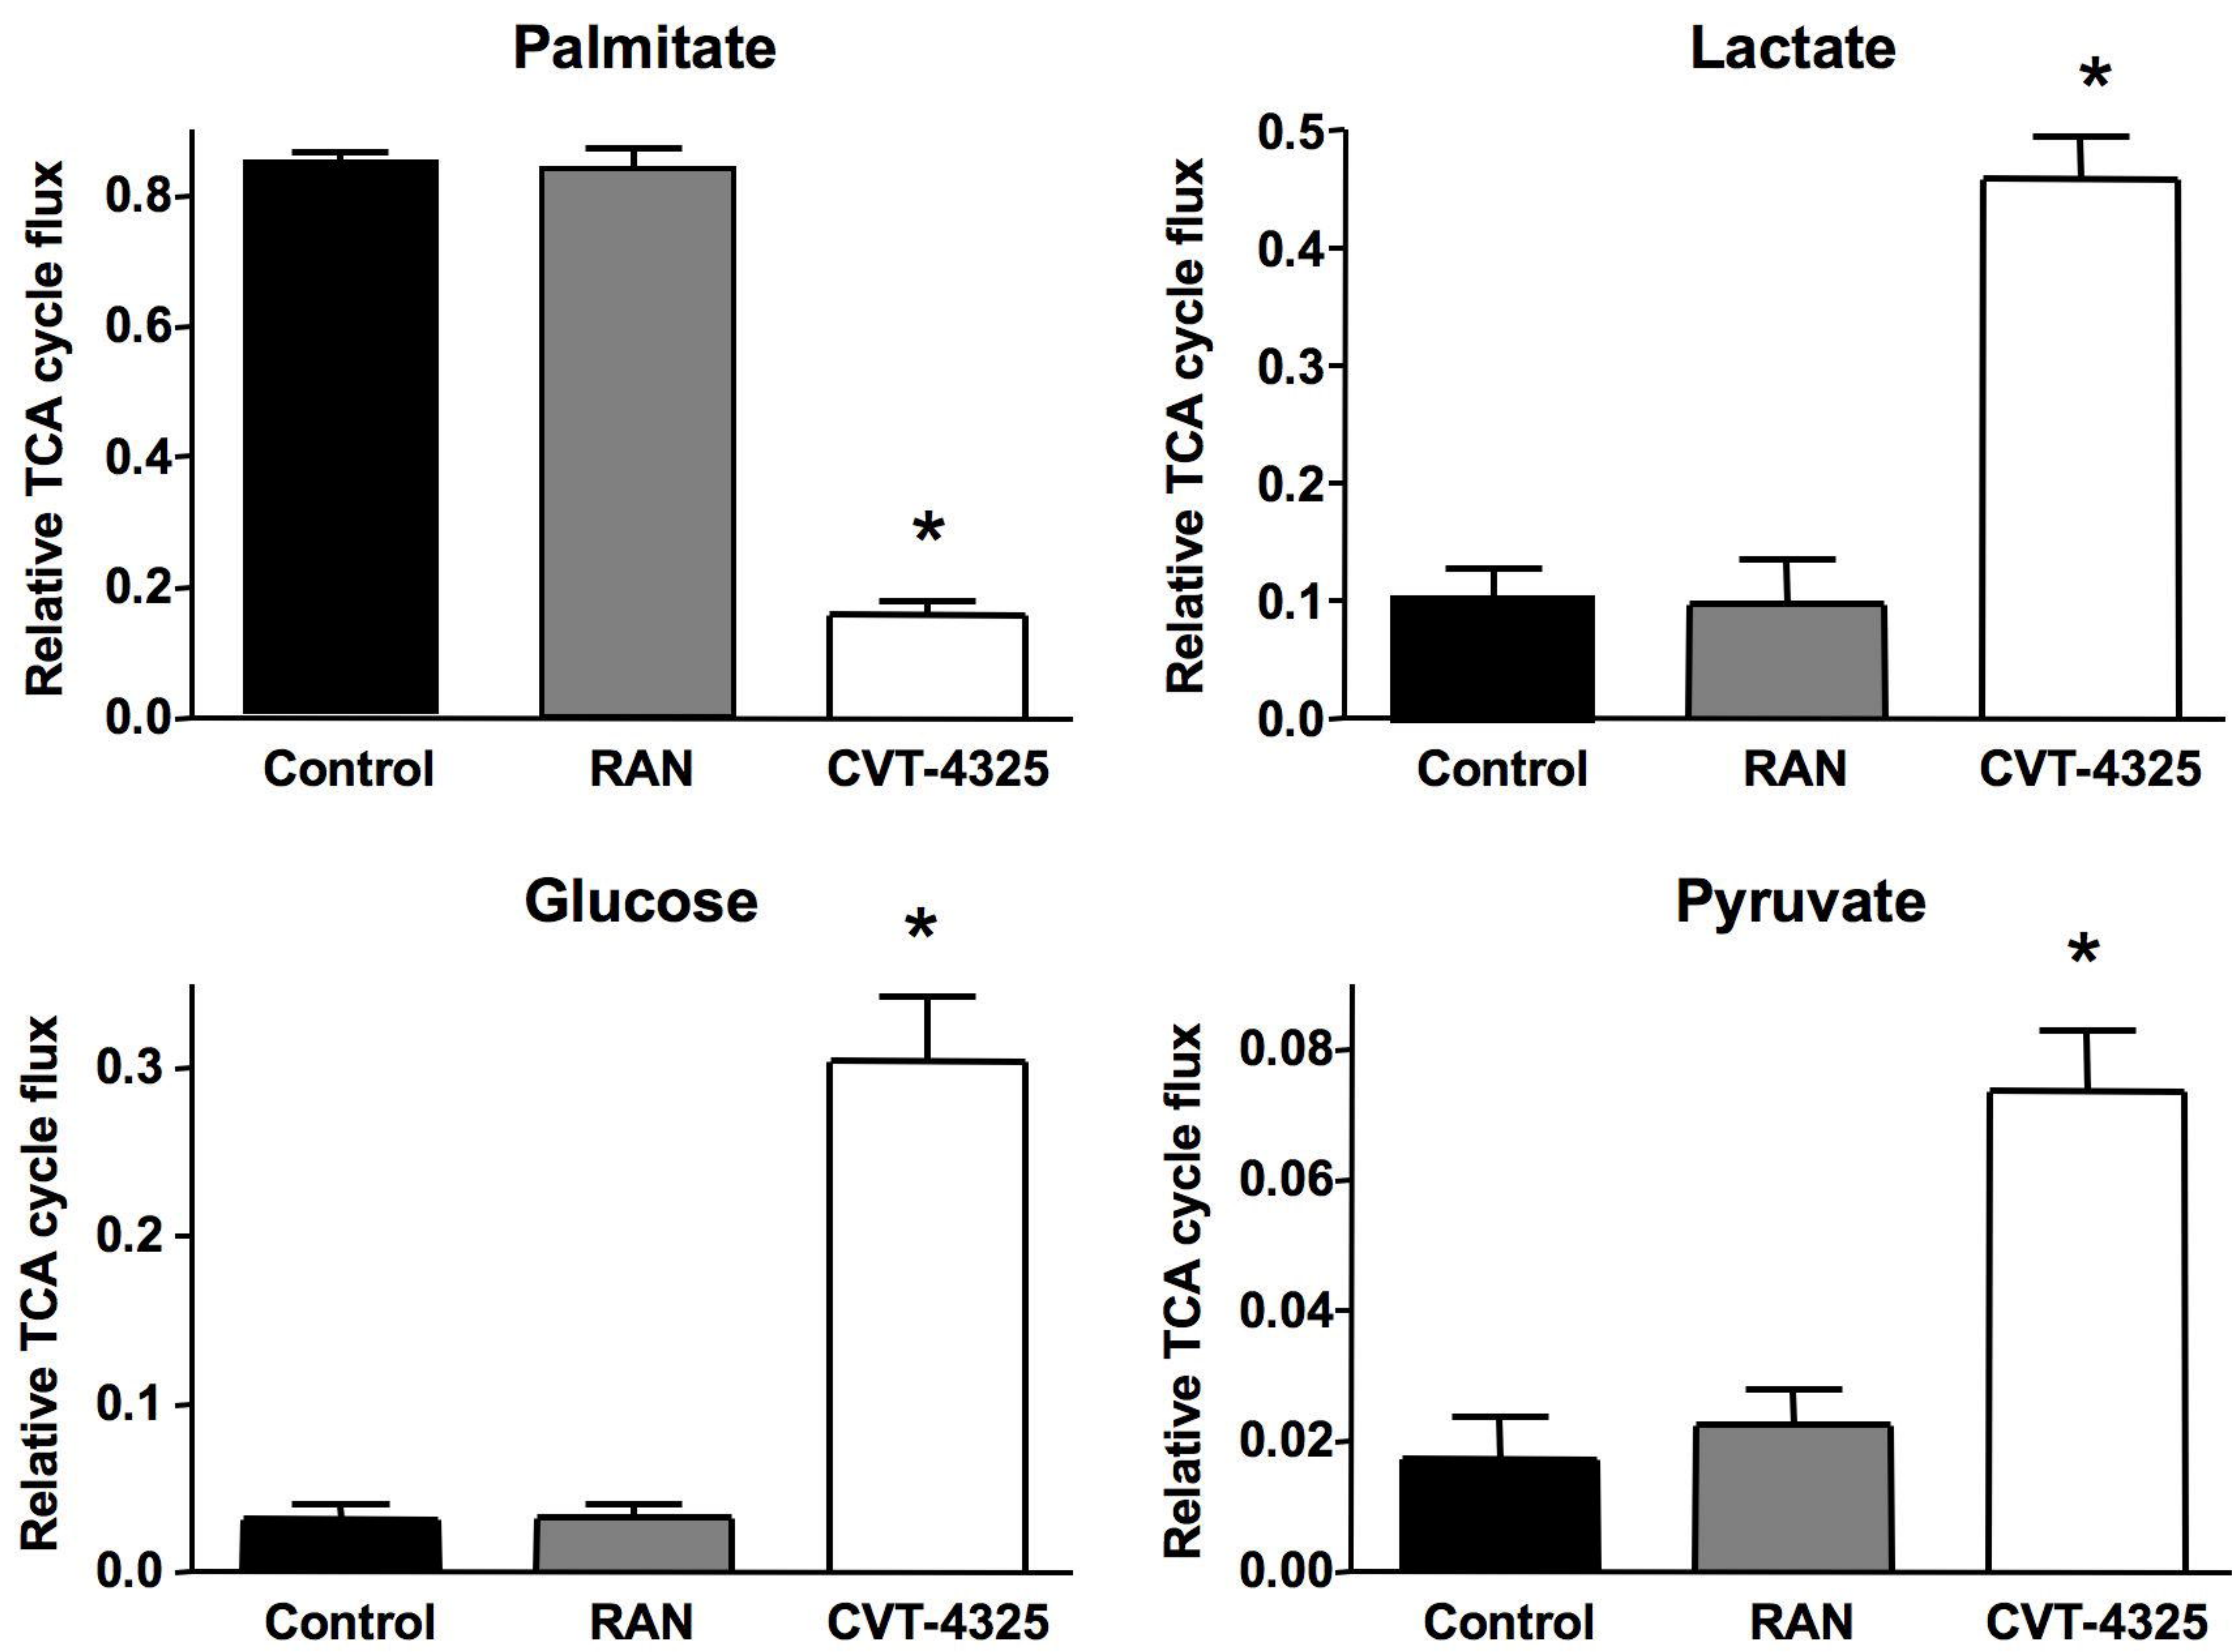 Palmitate
*
Relative TCA cycle flux
0.8
0.6
0.4
0.2
0.0
Control RAN CVT-4325
Lactate
*
Relative TCA cycle flux
0.5
0.4
0.3
0.2
0.1
0.0
Control RAN CVT-4325
Glucose
*
Relative TCA cycle flux
0.3
0.2
0.1
0.0
Control RAN CVT-4325
Pyruvate
*
Relative TCA cycle flux
0.08
0.06
0.04
0.02
0.00
Control RAN CVT-4325